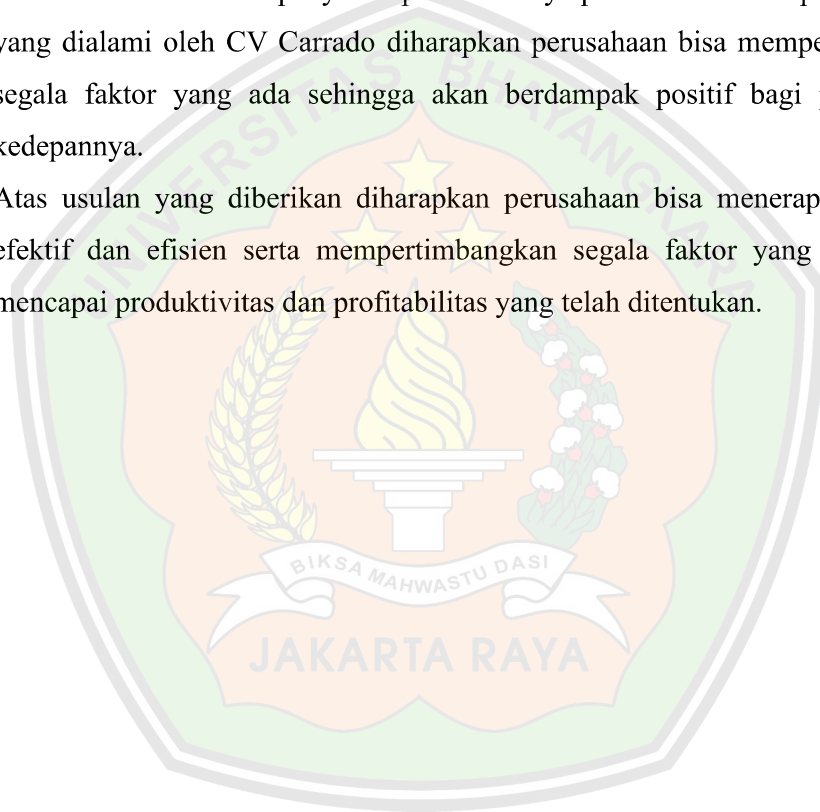 yang dialami oleh CV Carrado diharapkan perusahaan bisa mempe
segala faktor yang ada sehingga akan berdampak positif bagi
kedepannya.
Atas usulan yang diberikan diharapkan perusahaan bisa menerap
efektif dan efisien serta mempertimbangkan segala faktor yang
mencapai produktivitas dan profitabilitas yang telah ditentukan.
UNIVERSITAS BHAYANGKARA
BIKSA MAHWASTU DASI
JAKARTA RAYA